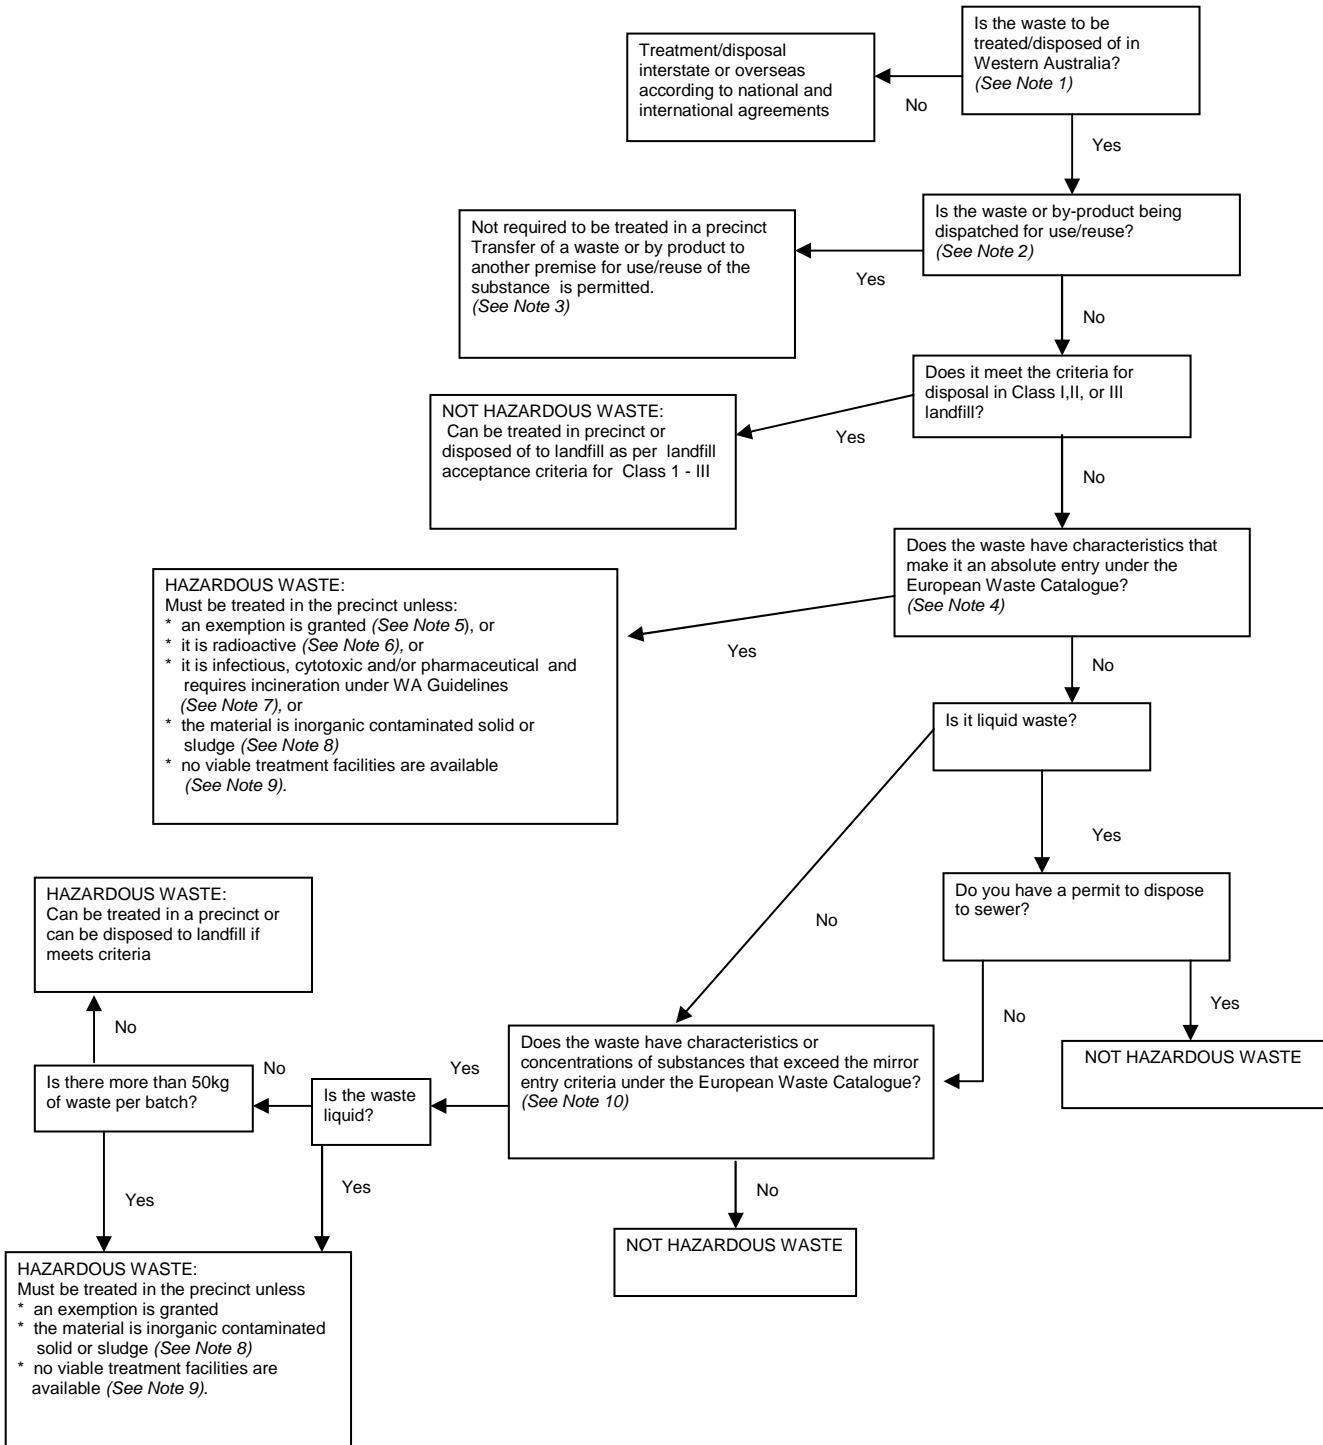 Is the waste to be
treated/disposed of in
Western Australia?
(See Note 1)
Treatment/disposal
interstate or overseas
according to national and
international agreements
No
Yes
Is the waste or by-product being
dispatched for use/reuse?
(See Note 2)
Not required to be treated in a precinct
Transfer of a waste or by product to
another premise for use/reuse of the
substance is permitted.
(See Note 3)
Yes
No
Does it meet the criteria for
disposal in Class I,II, or III
landfill?
NOT HAZARDOUS WASTE:
Can be treated in precinct or
disposed of to landfill as per landfill
acceptance criteria for Class 1 - III
Yes
No
Does the waste have characteristics that
make it an absolute entry under the
European Waste Catalogue?
(See Note 4)
HAZARDOUS WASTE:
Must be treated in the precinct unless:
* an exemption is granted (See Note 5), or
* it is radioactive (See Note 6), or
* it is infectious, cytotoxic and/or pharmaceutical and
requires incineration under WA Guidelines
(See Note 7), or
* the material is inorganic contaminated solid or
sludge (See Note 8)
* no viable treatment facilities are available
(See Note 9).
Yes
No
Is it liquid waste?
Yes
No
Do you have a permit to dispose
to sewer?
HAZARDOUS WASTE:
Can be treated in a precinct or
can be disposed to landfill if
meets criteria
No
Yes
No
NOT HAZARDOUS WASTE
Does the waste have characteristics or
concentrations of substances that exceed the mirror
entry criteria under the European Waste Catalogue?
(See Note 10)
Yes
Is the waste
liquid?
No
Is there more than 50kg
of waste per batch?
Yes
Yes
No
NOT HAZARDOUS WASTE
HAZARDOUS WASTE:
Must be treated in the precinct unless
* an exemption is granted
* the material is inorganic contaminated
solid or sludge (See Note 8)
* no viable treatment facilities are
available (See Note 9).